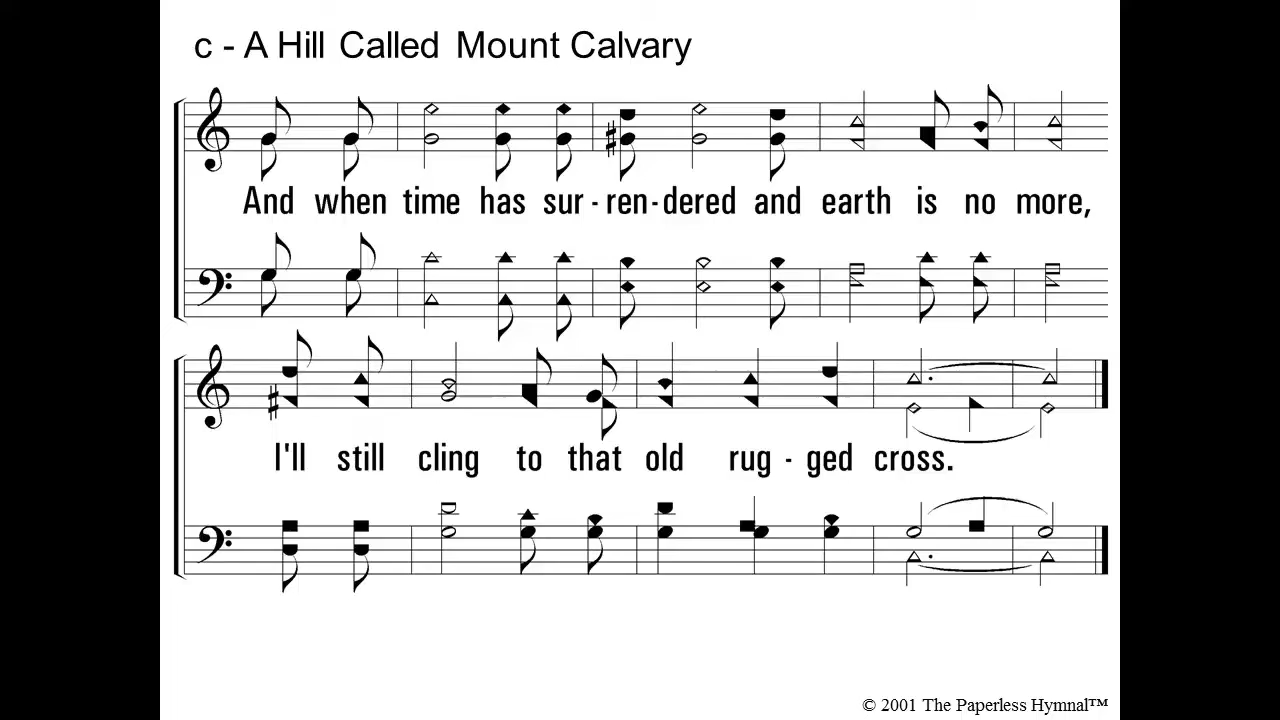 c - A Hill Called Mount Calvary
And when time has sur - ren - dered and earth is no more,
I'll still cling to that old rug - ged cross.
© 2001 The Paperless Hymnal™